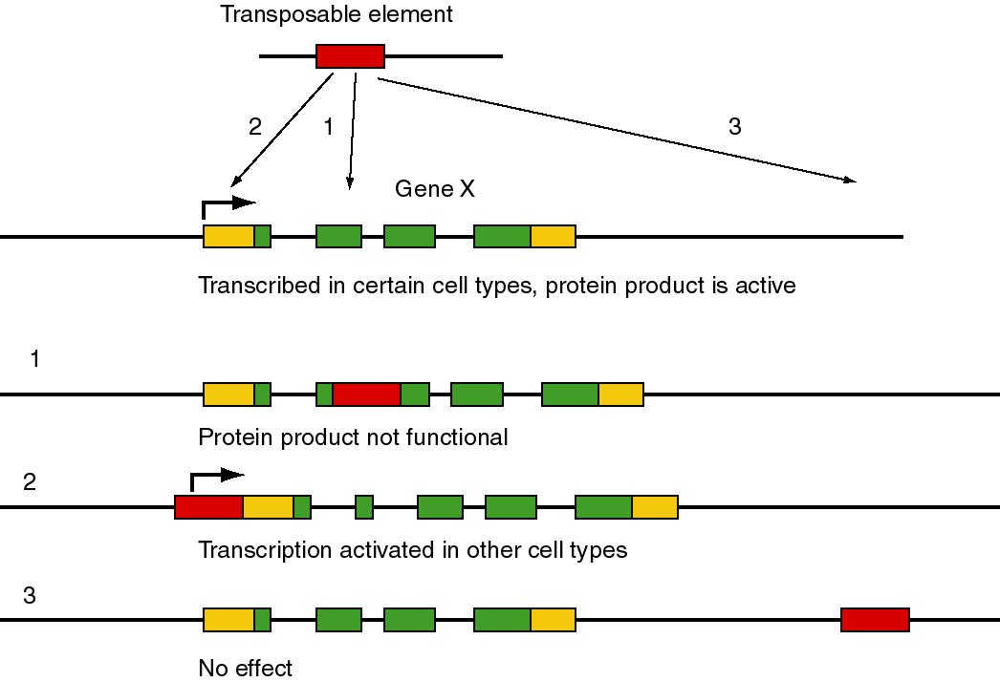 Transposable element
2
1
3
Gene X
Transcribed in certain cell types, protein product is active
1
Protein product not functional
2
Transcription activated in other cell types
3
No effect